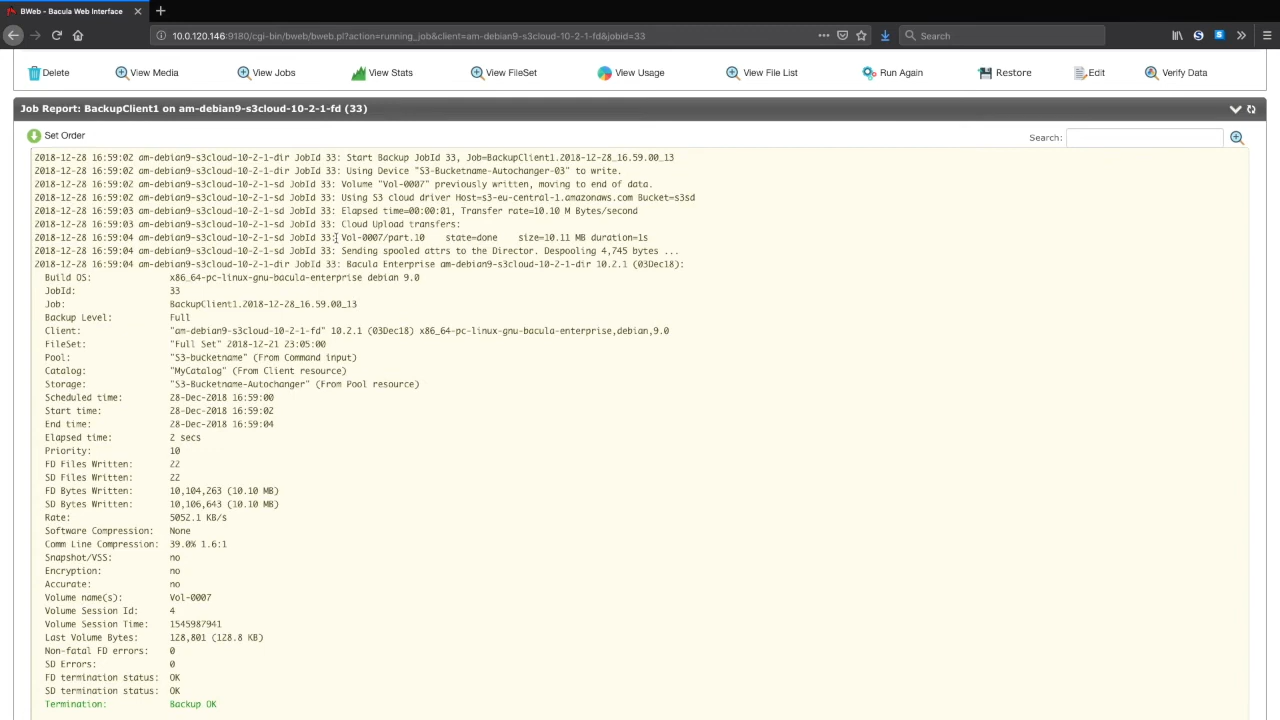 BWeb - Bacula Web Interface
10.0.120.146:9180/cgi-bin/bweb/bweb.pl?action=running_job&client=am-debian9-s3cloud-10-2-1-fd&jobid=33
Search
Delete View Media View Jobs View Stats View FileSet View Usage View File List Run Again Restore Edit Verify Data
Job Report: BackupClient1 on am-debian9-s3cloud-10-2-1-fd (33)
Set Order
Search:
2018-12-28 16:59:02 am-debian9-s3cloud-10-2-1-dir JobId 33: Start Backup JobId 33, Job=BackupClient1.2018-12-28_16.59.00_13
2018-12-28 16:59:02 am-debian9-s3cloud-10-2-1-dir JobId 33: Using Device "S3-Bucketname-Autochanger-03" to write.
2018-12-28 16:59:02 am-debian9-s3cloud-10-2-1-sd JobId 33: Volume "Vol-0007" previously written, moving to end of data.
2018-12-28 16:59:02 am-debian9-s3cloud-10-2-1-sd JobId 33: Using S3 cloud driver Host=s3-eu-central-1.amazonaws.com Bucket=s3sd
2018-12-28 16:59:03 am-debian9-s3cloud-10-2-1-sd JobId 33: Elapsed time=00:00:01, Transfer rate=10.10 M Bytes/second
2018-12-28 16:59:03 am-debian9-s3cloud-10-2-1-sd JobId 33: Cloud Upload transfers:
2018-12-28 16:59:04 am-debian9-s3cloud-10-2-1-sd JobId 33: Vol-0007/part.10 state=done size=10.11 MB duration=1s
2018-12-28 16:59:04 am-debian9-s3cloud-10-2-1-sd JobId 33: Sending spooled attrs to the Director. Despooling 4,745 bytes ...
2018-12-28 16:59:04 am-debian9-s3cloud-10-2-1-dir JobId 33: Bacula Enterprise am-debian9-s3cloud-10-2-1-dir 10.2.1 (03Dec18):
Build OS: x86_64-pc-linux-gnu-bacula-enterprise debian 9.0
JobId: 33
Job: BackupClient1.2018-12-28_16.59.00_13
Backup Level: Full
Client: "am-debian9-s3cloud-10-2-1-fd" 10.2.1 (03Dec18) x86_64-pc-linux-gnu-bacula-enterprise,debian,9.0
FileSet: "Full Set" 2018-12-21 23:05:00
Pool: "S3-bucketname" (From Command input)
Catalog: "MyCatalog" (From Client resource)
Storage: "S3-Bucketname-Autochanger" (From Pool resource)
Scheduled time: 28-Dec-2018 16:59:00
Start time: 28-Dec-2018 16:59:02
End time: 28-Dec-2018 16:59:04
Elapsed time: 2 secs
Priority: 10
FD Files Written: 22
SD Files Written: 22
FD Bytes Written: 10,104,263 (10.10 MB)
SD Bytes Written: 10,106,643 (10.10 MB)
Rate: 5052.1 KB/s
Software Compression: None
Comm Line Compression: 39.0% 1.6:1
Snapshot/VSS: no
Encryption: no
Accurate: no
Volume name(s): Vol-0007
Volume Session Id: 4
Volume Session Time: 1545987941
Last Volume Bytes: 128,801 (128.8 KB)
Non-fatal FD errors: 0
SD Errors: 0
FD termination status: OK
SD termination status: OK
Termination: Backup OK